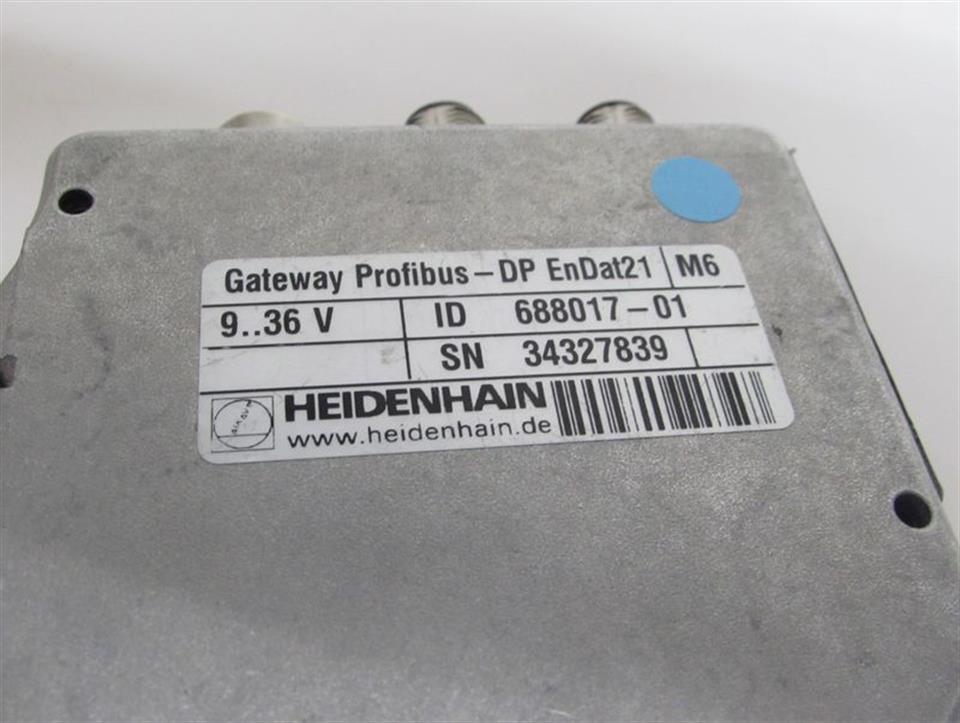 Gateway Profibus-DP EnDat21 M6
9..36 V ID 688017-01
SN 34327839
HEIDENHAIN
www.heidenhain.de